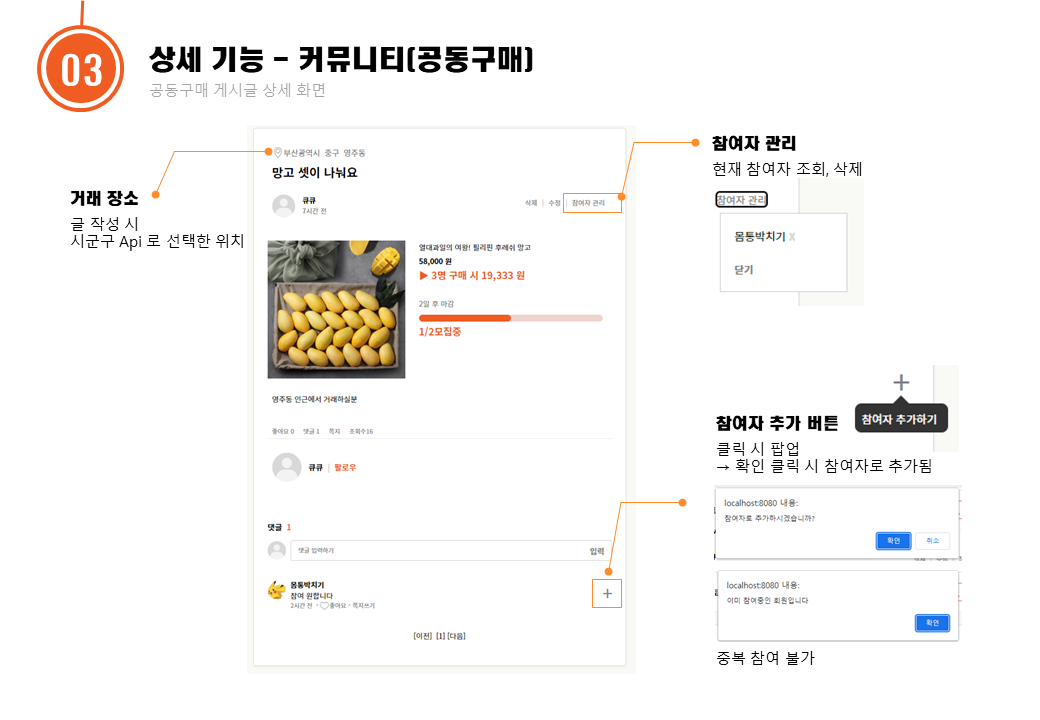 03
상세 기능 – 커뮤니티(공동구매)
공동구매 게시글 상세 화면
거래 장소
글 작성 시
시군구 Api 로 선택한 위치
부산광역시 중구 영주동
망고 셋이 나눠요
큐큐
7시간 전
삭제 | 수정 | 참여자 관리
열대과일의 여왕! 필리핀 후레쉬 망고
58,000 원
▶ 3명 구매 시 19,333 원
2일 후 마감
1/2모집중
영주동 인근에서 거래하실분
좋아요 0 댓글 1 쪽지 조회수16
큐큐 | 팔로우
댓글 1
댓글 입력하기
입력
몸통박치기
참여 원합니다
2시간 전 · ♡좋아요 · 쪽지쓰기
+
[이전] [1] [다음]
참여자 관리
현재 참여자 조회, 삭제
참여자 관리
몸통박치기 X
닫기
+
참여자 추가하기
참여자 추가 버튼
클릭 시 팝업
→ 확인 클릭 시 참여자로 추가됨
localhost:8080 내용:
참여자로 추가하시겠습니까?
확인
취소
localhost:8080 내용:
이미 참여중인 회원입니다
확인
중복 참여 불가